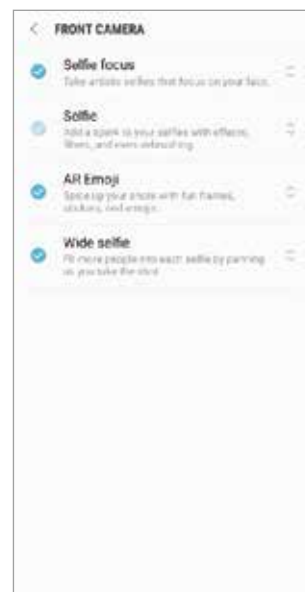 FRONT CAMERA
Selfie focus
Take artistic selfies that focus on your face.
Selfie
Add a spark to your selfies with effects,
filters, and even retouching.
AR Emoji
Spice up your shots with fun frames,
stickers, and emojis.
Wide selfie
Fit more people into each selfie by panning
as you take the shot.